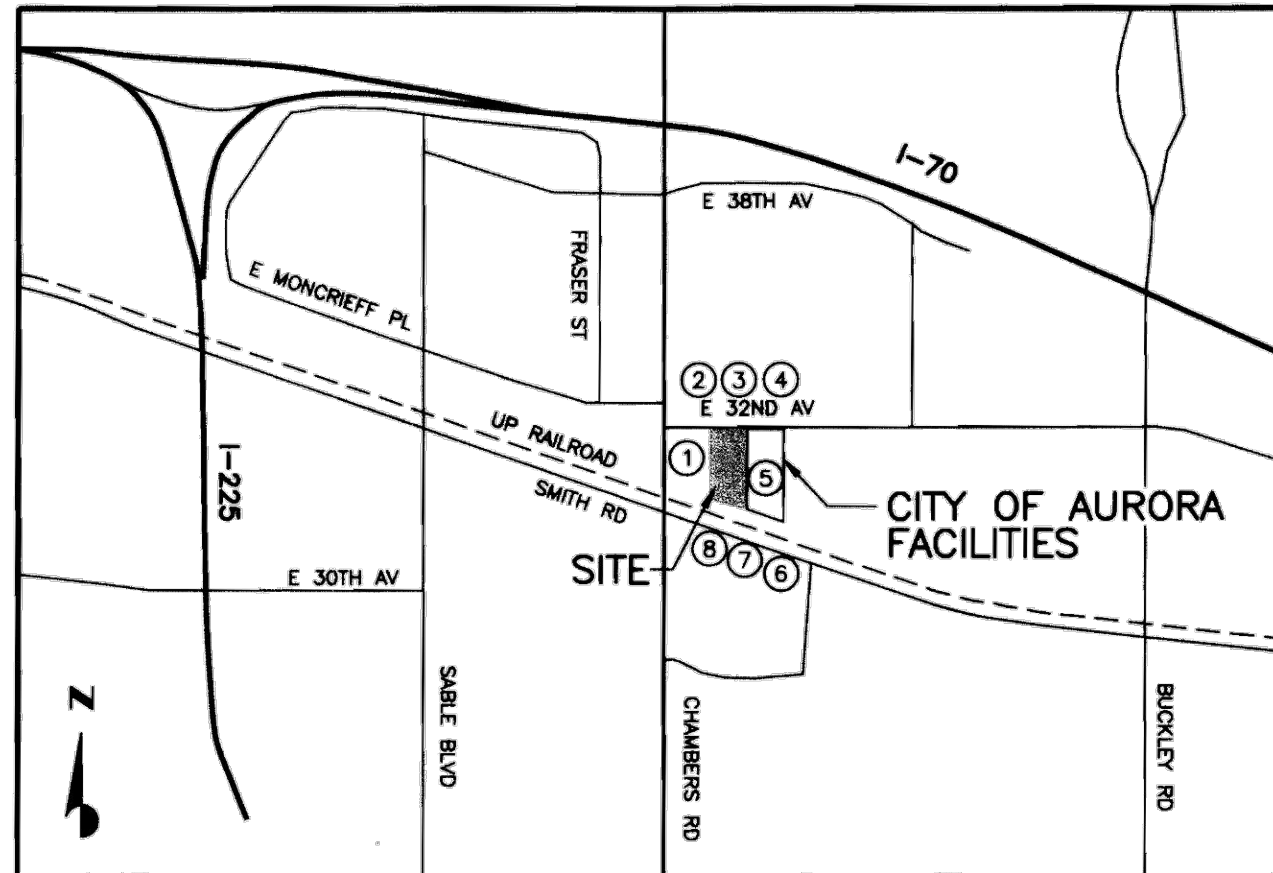 I-70
E 38TH AV
FRASER ST
E MONCRIEFF PL
2 3 4
E 32ND AV
UP RAILROAD
1
5
SMITH RD
I-225
CITY OF AURORA
FACILITIES
SITE
8 7 6
E 30TH AV
SABLE BLVD
CHAMBERS RD
BUCKLEY RD
N